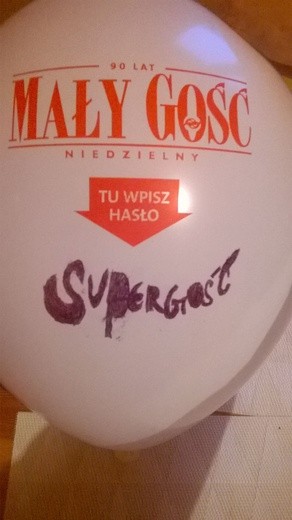 90 LAT
MAŁY GOŚĆ
NIEDZIELNY
TU WPISZ
HASŁO
SUPERGOŚĆ